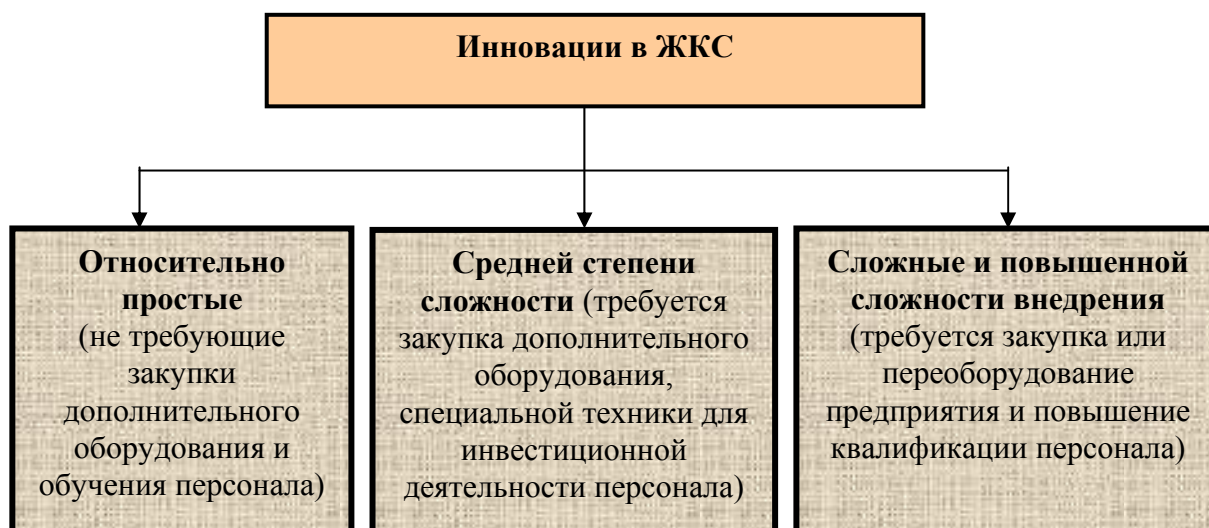 Инновации в ЖКС
Относительно
простые
(не требующие
закупки
дополнительного
оборудования и
обучения персонала)
Средней степени
сложности (требуется
закупка дополнительного
оборудования,
специальной техники для
инвестиционной
деятельности персонала)
Сложные и повышенной
сложности внедрения
(требуется закупка или
переоборудование
предприятия и повышение
квалификации персонала)